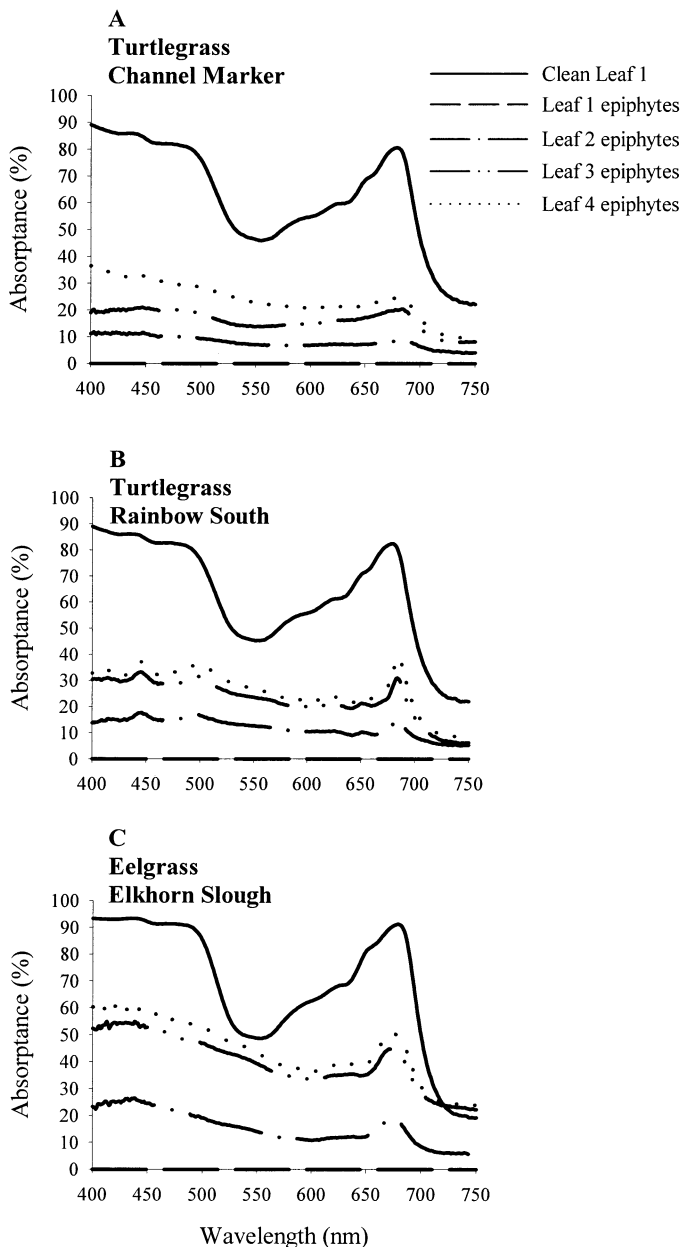 A
Turtlegrass
Channel Marker
Clean Leaf 1
Leaf 1 epiphytes
Leaf 2 epiphytes
Leaf 3 epiphytes
Leaf 4 epiphytes
Absorptance (%)
100
90
80
70
60
50
40
30
20
10
0
400 450 500 550 600 650 700 750
B
Turtlegrass
Rainbow South
Absorptance (%)
100
90
80
70
60
50
40
30
20
10
0
400 450 500 550 600 650 700 750
C
Eelgrass
Elkhorn Slough
Absorptance (%)
100
90
80
70
60
50
40
30
20
10
0
400 450 500 550 600 650 700 750
Wavelength (nm)